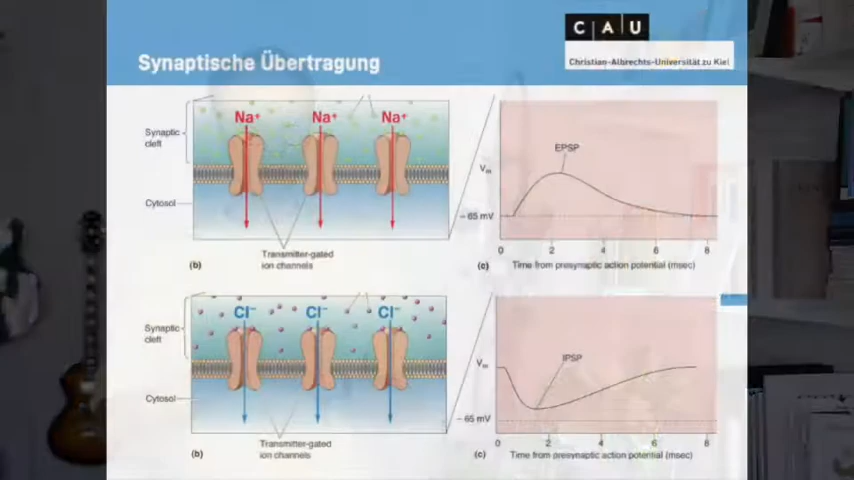 CAU
Christian-Albrechts-Universität zu Kiel
Synaptische Übertragung
Na⁺ Na⁺ Na⁺
Synaptic
cleft
Cytosol
Transmitter-gated
ion channels
(b)
EPSP
Vm
– 65 mV
0 2 4 6 8
(c) Time from presynaptic action potential (msec)
Cl⁻ Cl⁻ Cl⁻
Synaptic
cleft
Cytosol
Transmitter-gated
ion channels
(b)
IPSP
Vm
– 65 mV
0 2 4 6 8
(c) Time from presynaptic action potential (msec)